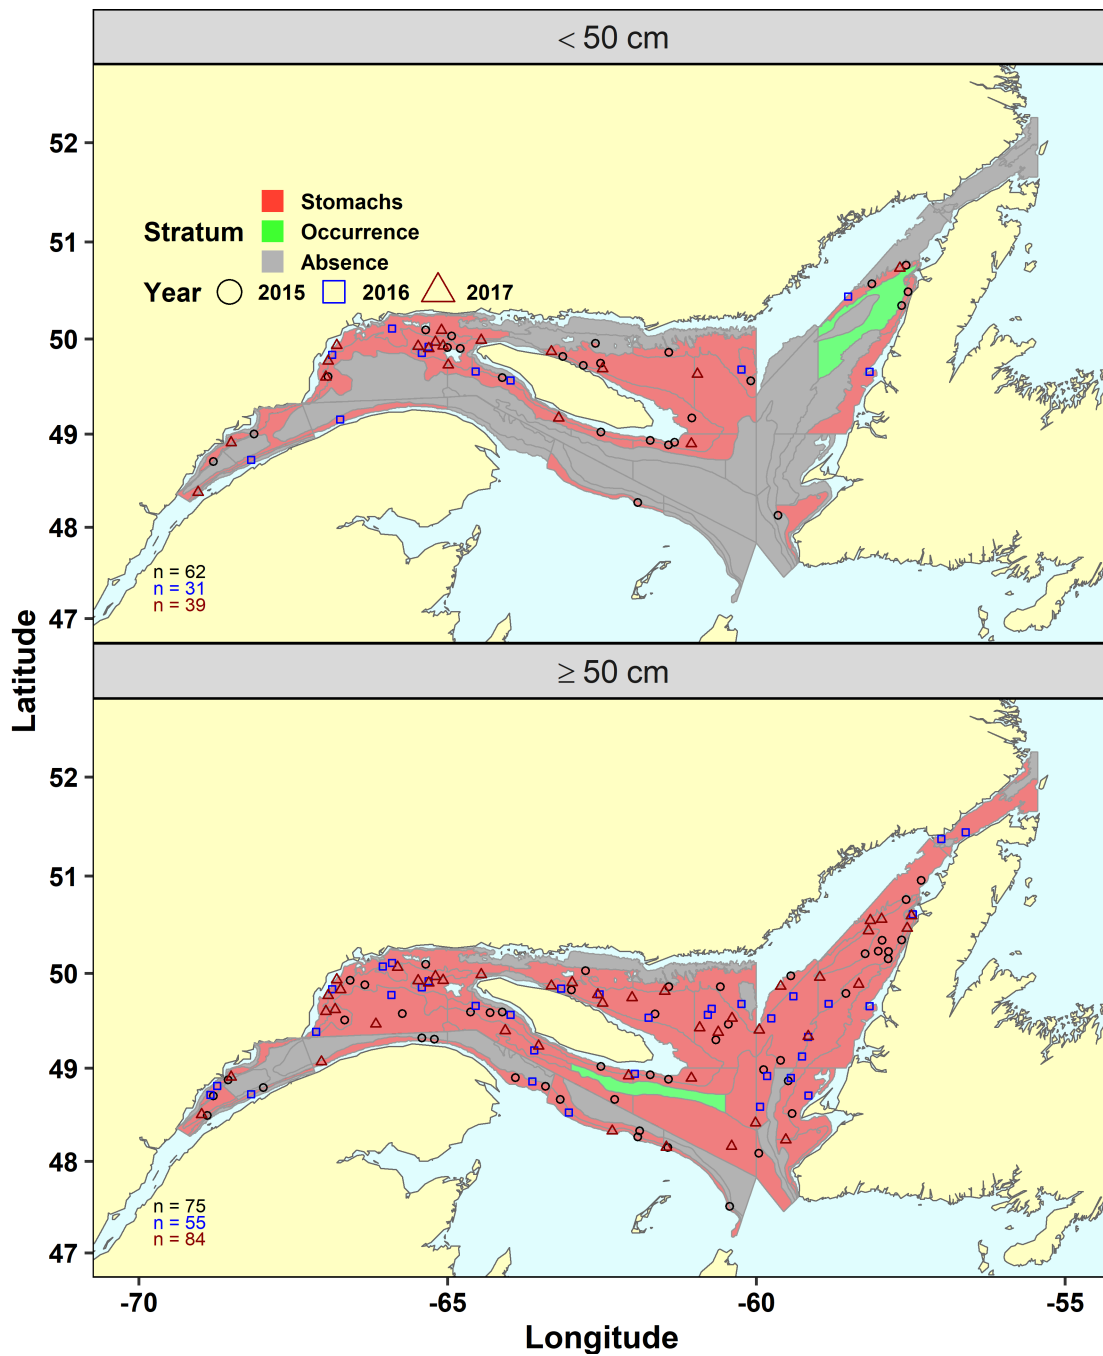 < 50 cm
52
51
50
49
48
47
Stratum
Stomachs
Occurrence
Absence
Year 2015 2016 2017
n = 62
n = 31
n = 39
Latitude
≥ 50 cm
52
51
50
49
48
47
n = 75
n = 55
n = 84
-70 -65 -60 -55
Longitude